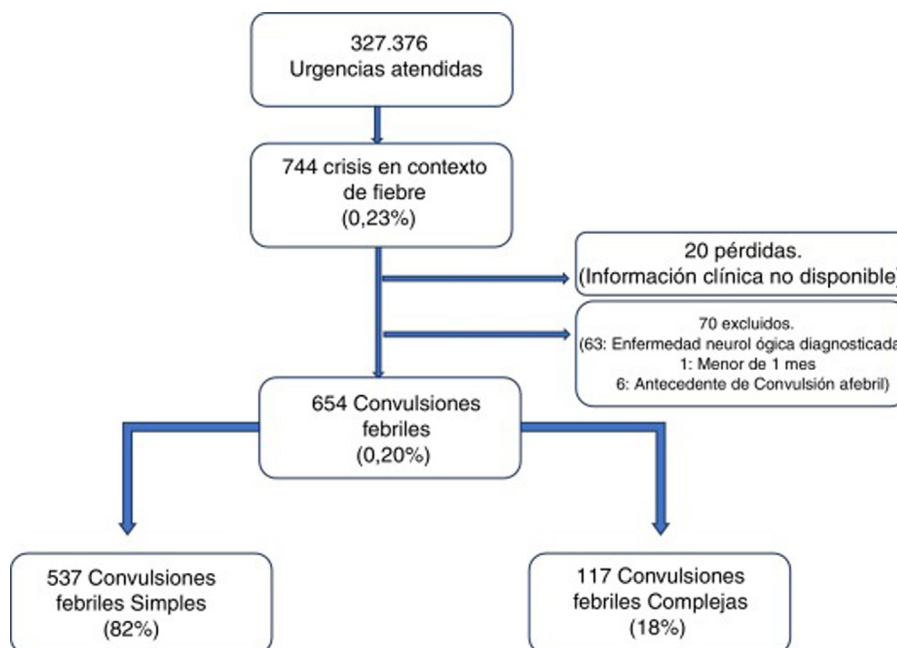 327.376
Urgencias atendidas
744 crisis en contexto
de fiebre
(0,23%)
20 pérdidas.
(Información clínica no disponible)
70 excluidos.
(63: Enfermedad neurol ógica diagnosticada
1: Menor de 1 mes
6: Antecedente de Convulsión afebril)
654 Convulsiones
febriles
(0,20%)
537 Convulsiones
febriles Simples
(82%)
117 Convulsiones
febriles Complejas
(18%)